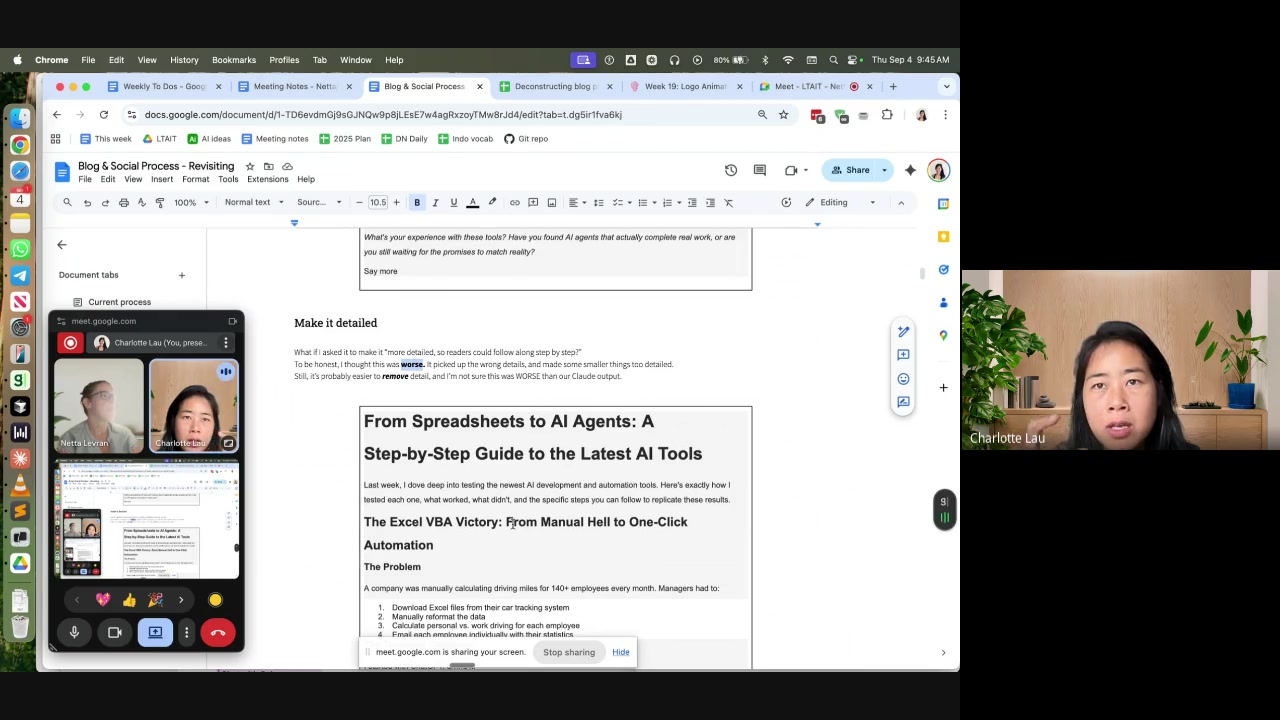 Chrome File Edit View History Bookmarks Profiles Tab Window Help 80% Thu Sep 4 9:45 AM
Weekly To Dos - Goog
Meeting Notes - Netta
Blog & Social Process
Deconstructing blog p
Week 19: Logo Animat
Meet - LTAIT - Net
docs.google.com/document/d/1-TD6evdmGj9sGJNQw9p8jLEsE7w4agRxzoyTMw8rJd4/edit?tab=t.dg5ir1fva6kj
This week LTAIT AI ideas Meeting notes 2025 Plan DN Daily Indo vocab Git repo
Blog & Social Process - Revisiting
Share
File Edit View Insert Format Tools Extensions Help
100% Normal text Sourc... 10.5 B I U A Editing
What's your experience with these tools? Have you found AI agents that actually complete real work, or are
you still waiting for the promises to match reality?
Say more
Document tabs
Current process
Make it detailed
What if I asked it to make it "more detailed, so readers could follow along step by step?"
To be honest, I thought this was worse. It picked up the wrong details, and made some smaller things too detailed.
Still, it's probably easier to remove detail, and I'm not sure this was WORSE than our Claude output.
From Spreadsheets to AI Agents: A
Step-by-Step Guide to the Latest AI Tools
Last week, I dove deep into testing the newest AI development and automation tools. Here's exactly how I
tested each one, what worked, what didn't, and the specific steps you can follow to replicate these results.
The Excel VBA Victory: From Manual Hell to One-Click
Automation
The Problem
A company was manually calculating driving miles for 140+ employees every month. Managers had to:
1. Download Excel files from their car tracking system
2. Manually reformat the data
3. Calculate personal vs. work driving for each employee
4. Email each employee individually with their statistics
meet.google.com is sharing your screen. Stop sharing Hide
meet.google.com
Charlotte Lau (You, prese...
Netta Levran
Charlotte Lau
Charlotte Lau